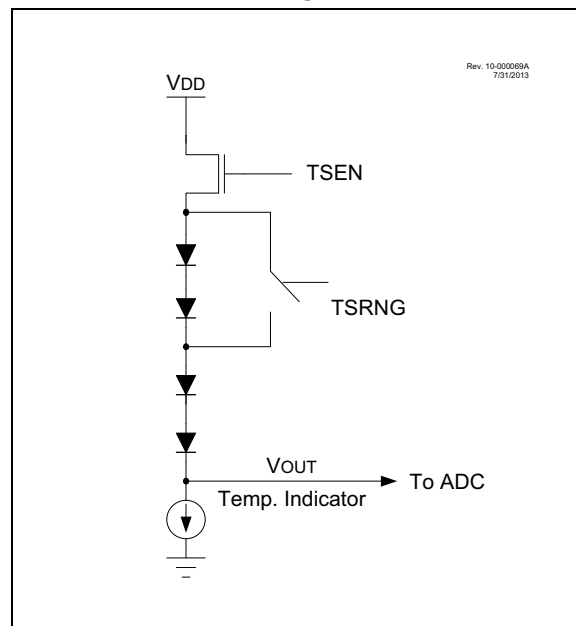 Rev. 10-000069A
7/31/2013
VDD
TSEN
TSRNG
VOUT
To ADC
Temp. Indicator